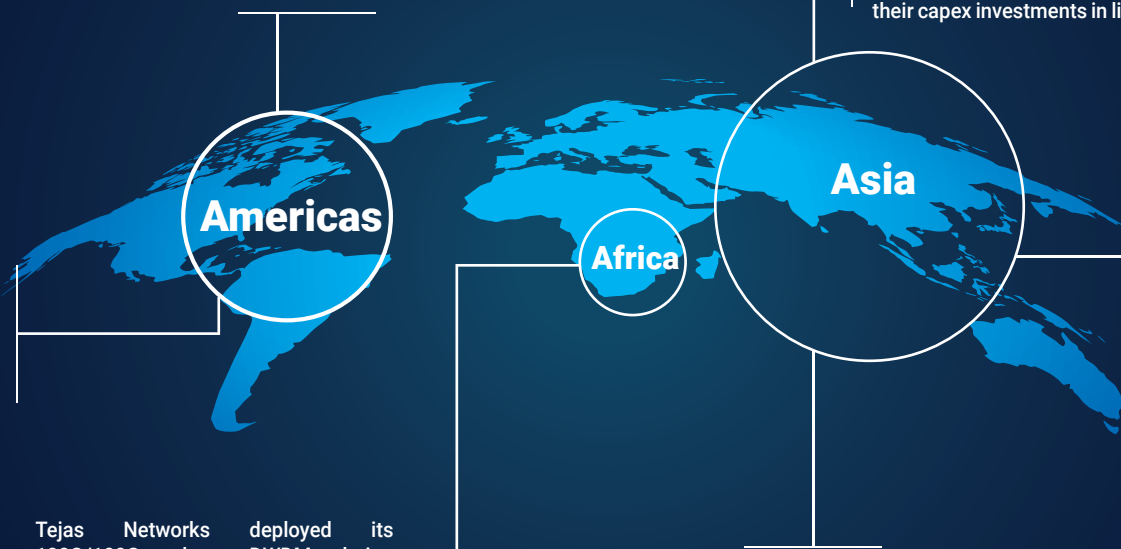 their capex investments in li
Asia
Americas
Africa
Tejas Networks deployed its